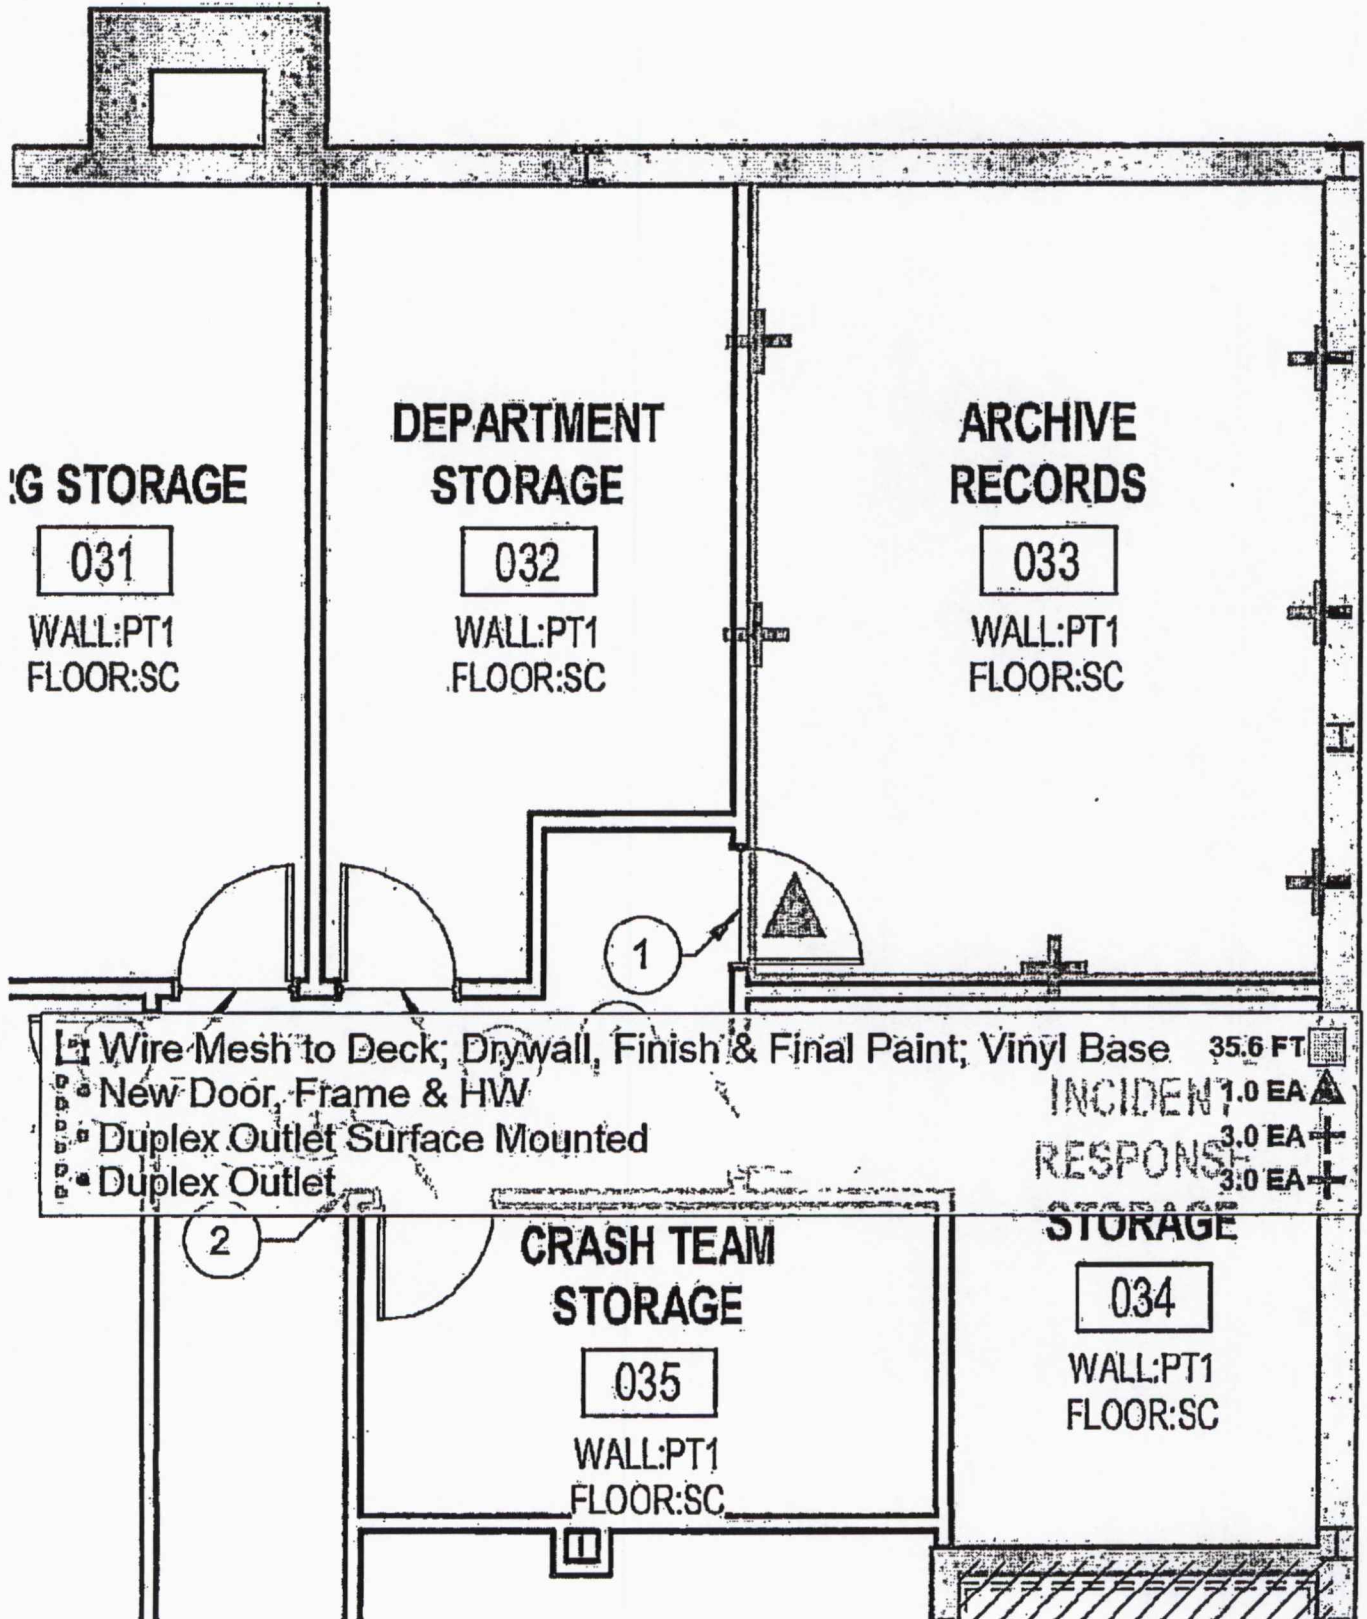 DEPARTMENT
STORAGE
032
WALL:PT1
FLOOR:SC
ARCHIVE
RECORDS
033
WALL:PT1
FLOOR:SC
G STORAGE
031
WALL:PT1
FLOOR:SC
1
Wire Mesh to Deck; Drywall, Finish & Final Paint; Vinyl Base 35.6 FT
New Door, Frame & HW 1.0 EA
Duplex Outlet Surface Mounted 3.0 EA
Duplex Outlet 3.0 EA
INCIDENT
RESPONSE
STORAGE
034
WALL:PT1
FLOOR:SC
2
CRASH TEAM
STORAGE
035
WALL:PT1
FLOOR:SC